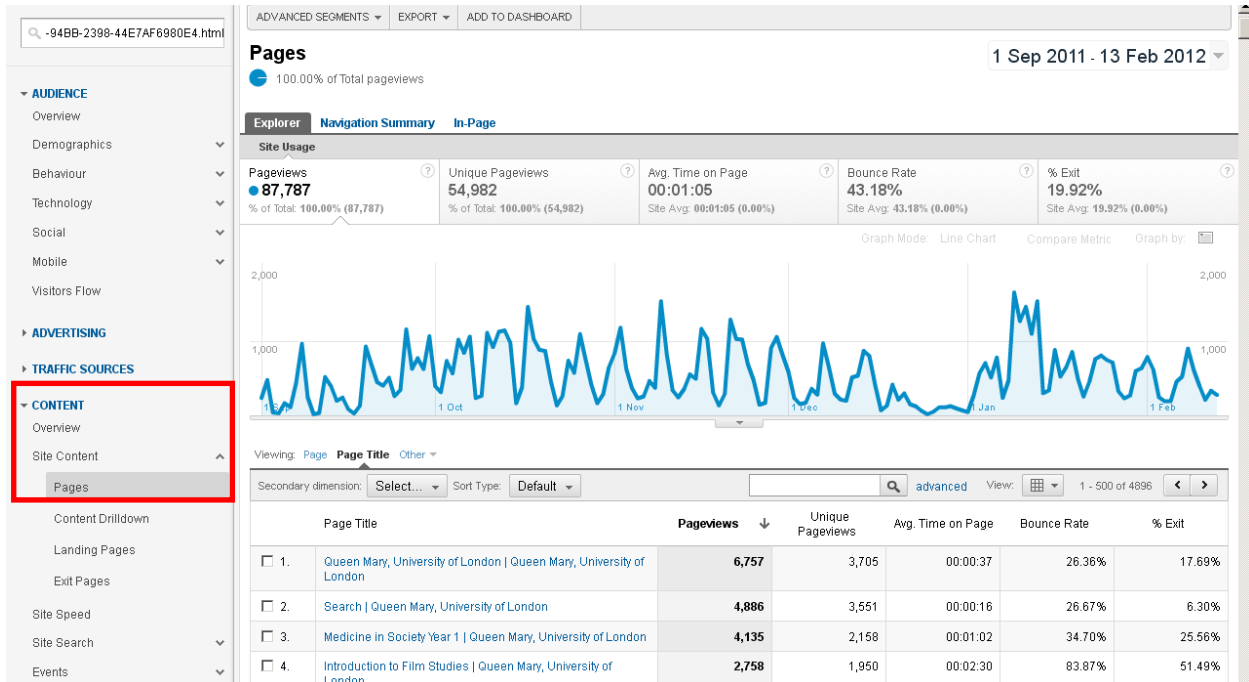 -94BB-2398-44E7AF6980E4.html
AUDIENCE
Overview
Demographics
Behaviour
Technology
Social
Mobile
Visitors Flow
ADVERTISING
TRAFFIC SOURCES
CONTENT
Overview
Site Content
Pages
Content Drilldown
Landing Pages
Exit Pages
Site Speed
Site Search
Events
ADVANCED SEGMENTS EXPORT ADD TO DASHBOARD
Pages
1 Sep 2011 - 13 Feb 2012
100.00% of Total pageviews
Explorer Navigation Summary In-Page
Site Usage
Pageviews ? Unique Pageviews ? Avg. Time on Page ? Bounce Rate ? % Exit ?
87,787 54,982 00:01:05 43.18% 19.92%
% of Total: 100.00% (87,787) % of Total: 100.00% (54,982) Site Avg: 00:01:05 (0.00%) Site Avg: 43.18% (0.00%) Site Avg: 19.92% (0.00%)
Graph Mode: Line Chart Compare Metric Graph by:
2,000 2,000
1,000 1,000
1 Sep 1 Oct 1 Nov 1 Dec 1 Jan 1 Feb
Viewing: Page Page Title Other
Secondary dimension: Select... Sort Type: Default advanced View: 1 - 500 of 4896
Page Title Pageviews Unique Pageviews Avg. Time on Page Bounce Rate % Exit
1. Queen Mary, University of London | Queen Mary, University of 6,757 3,705 00:00:37 26.36% 17.69%
London
2. Search | Queen Mary, University of London 4,886 3,551 00:00:16 26.67% 6.30%
3. Medicine in Society Year 1 | Queen Mary, University of London 4,135 2,158 00:01:02 34.70% 25.56%
4. Introduction to Film Studies | Queen Mary, University of 2,758 1,950 00:02:30 83.87% 51.49%
London